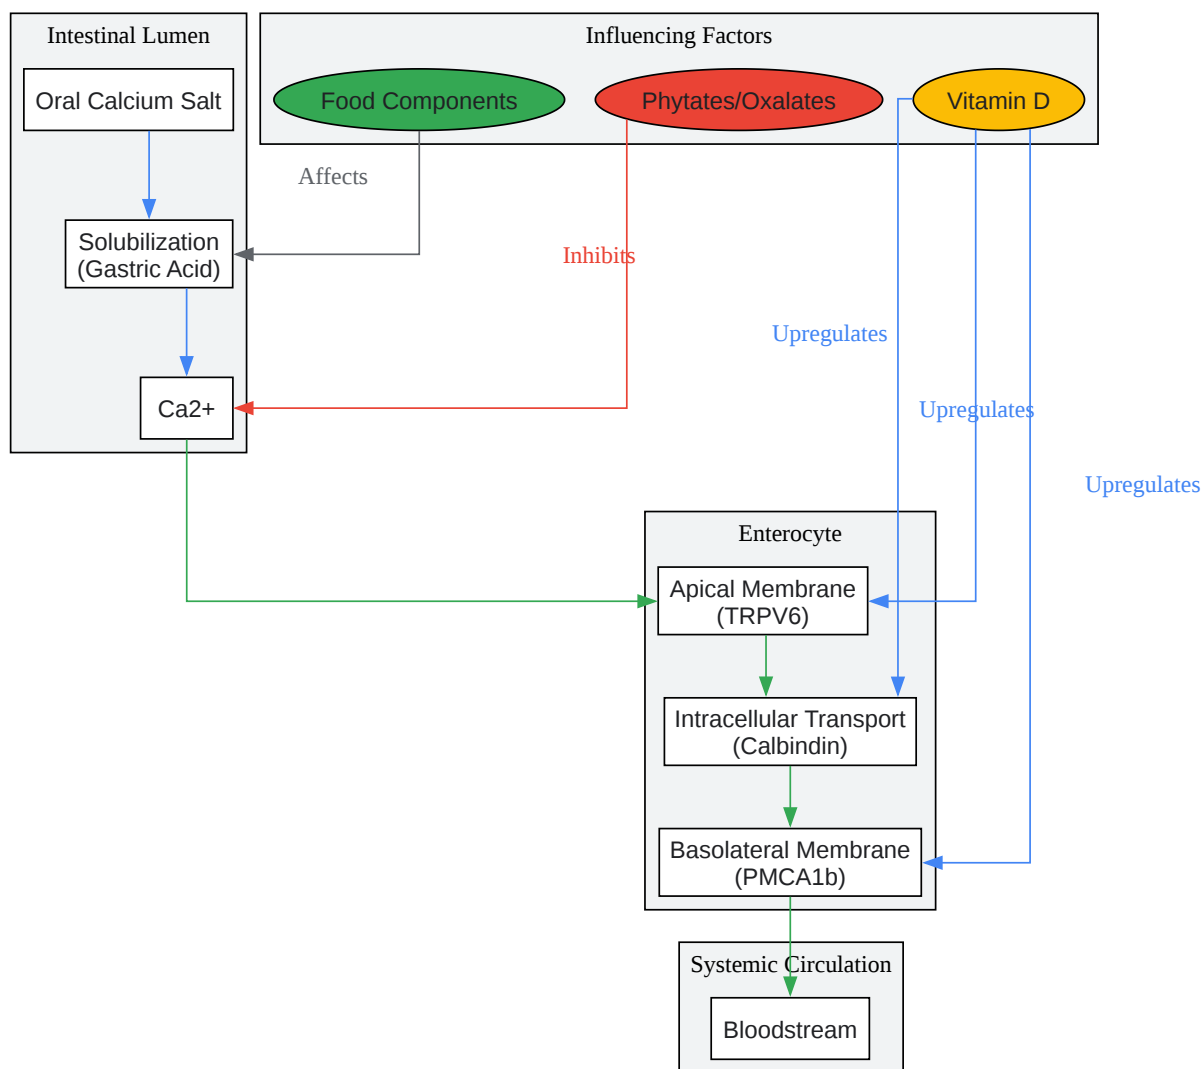 Intestinal Lumen
Influencing Factors
Oral Calcium Salt
Food Components
Phytates/Oxalates
Vitamin D
Affects
Solubilization
(Gastric Acid)
Inhibits
Upregulates
Ca2+
Upregulates
Upregulates
Enterocyte
Apical Membrane
(TRPV6)
Intracellular Transport
(Calbindin)
Basolateral Membrane
(PMCA1b)
Systemic Circulation
Bloodstream